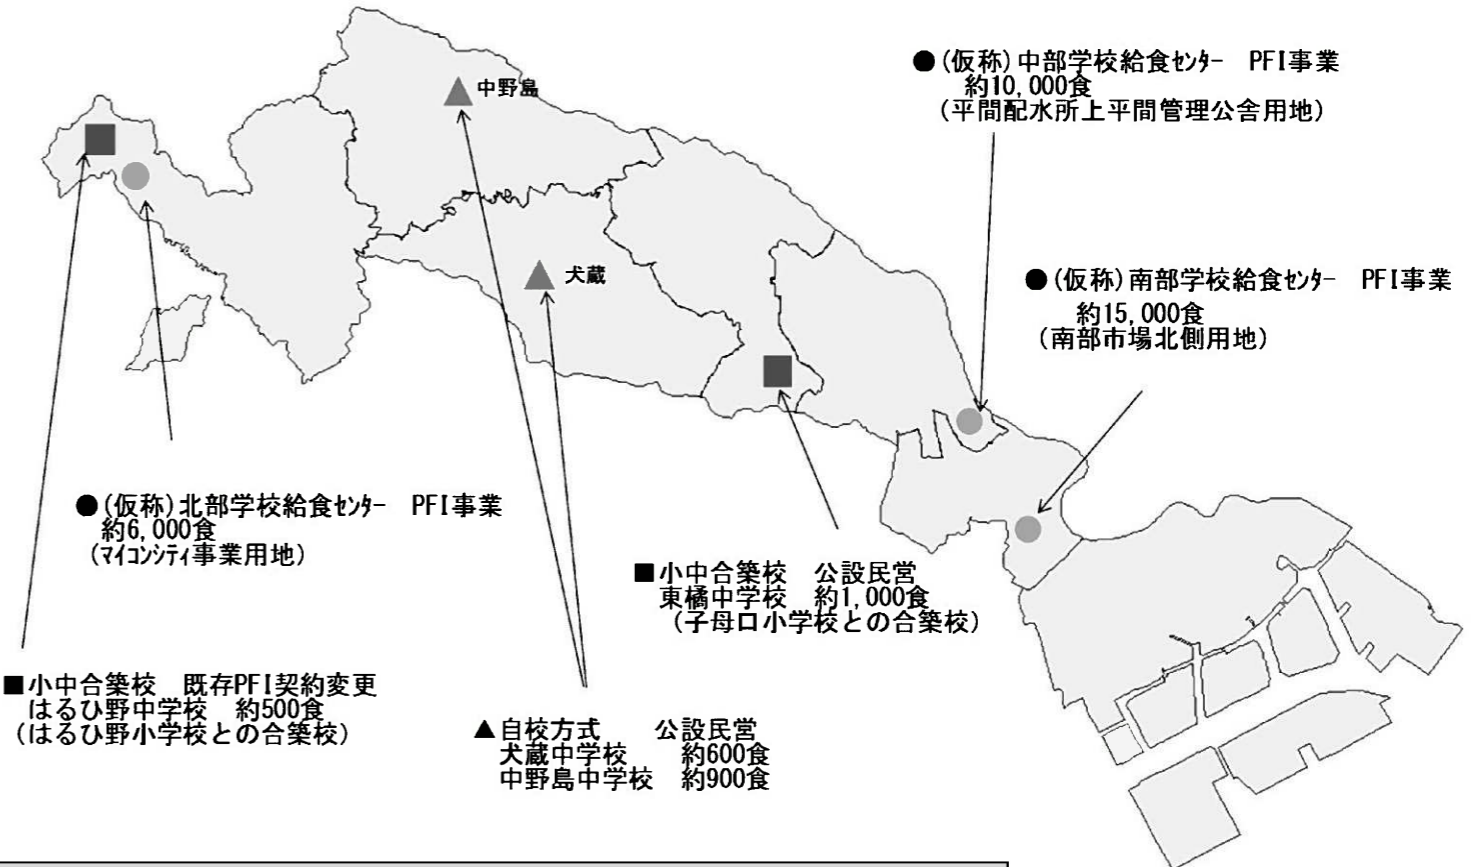 ●(仮称)中部学校給食ｾﾝﾀｰ　PFI事業
約10,000食
(平間配水所上平間管理公舎用地)
中野島
●(仮称)南部学校給食ｾﾝﾀｰ　PFI事業
約15,000食
(南部市場北側用地)
犬蔵
●(仮称)北部学校給食ｾﾝﾀｰ　PFI事業
約6,000食
(ﾏｲｺﾝｼﾃｨ事業用地)
■小中合築校　公設民営
東橘中学校　約1,000食
(子母口小学校との合築校)
■小中合築校　既存PFI契約変更
はるひ野中学校　約500食
(はるひ野小学校との合築校)
▲自校方式　　公設民営
犬蔵中学校　　約600食
中野島中学校　約900食